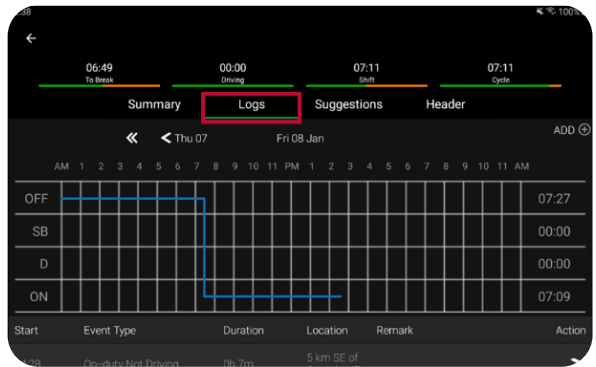 :38 100%
06:49 00:00 07:11 07:11
To Break Driving Shift Cycle
Summary Logs Suggestions Header
Thu 07 Fri 08 Jan ADD
AM 1 2 3 4 5 6 7 8 9 10 11 PM 1 2 3 4 5 6 7 8 9 10 11 AM
OFF 07:27
SB 00:00
D 00:00
ON 07:09
Start Event Type Duration Location Remark Action
5 km SE of
:28 On-duty Not Driving 0h 7m